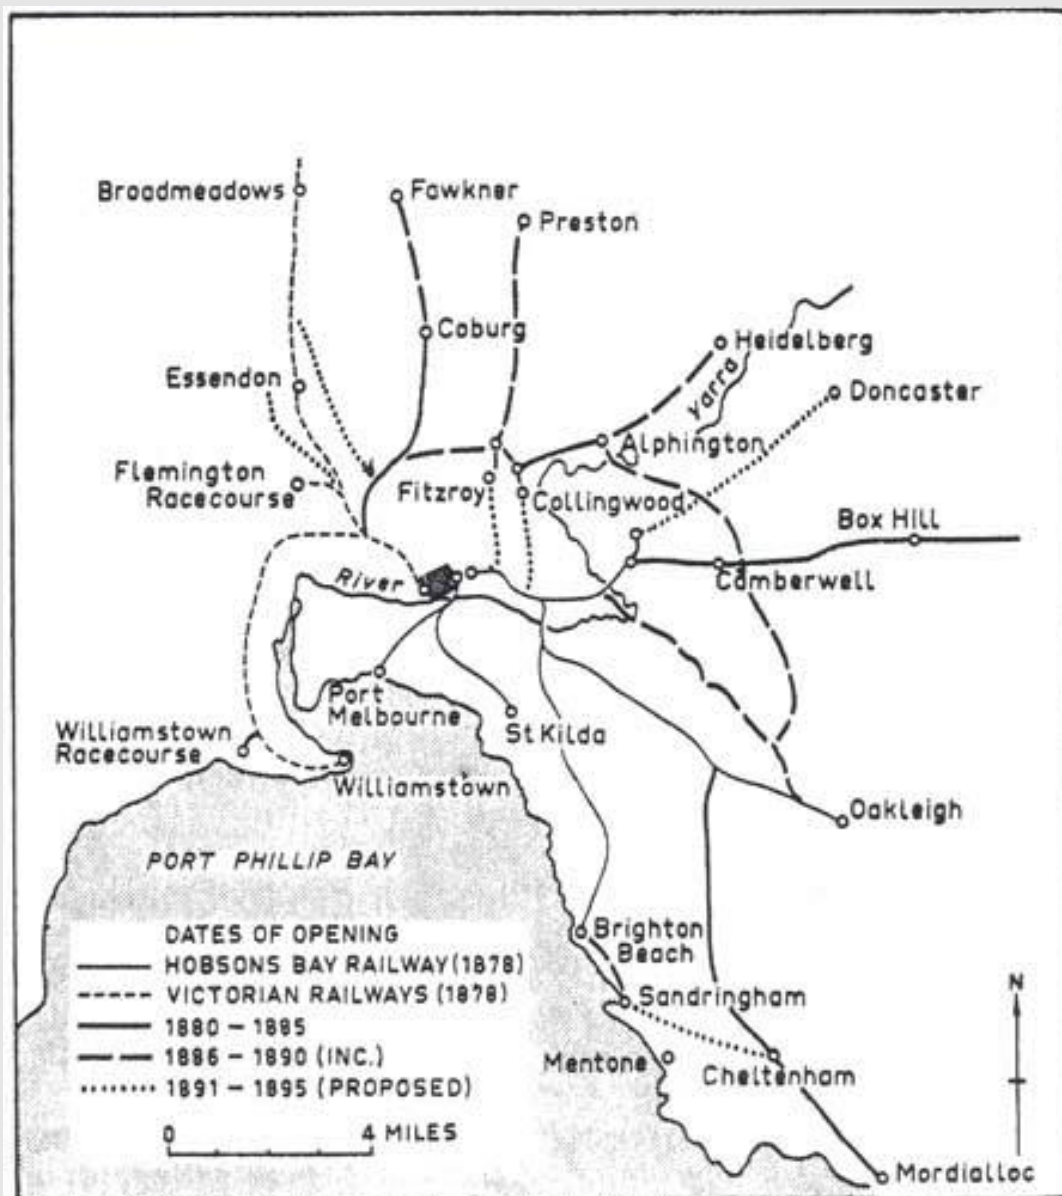 Broadmeadows
Fawkner
Preston
Coburg
Heidelberg
Essendon
Yarra
Doncaster
Alphington
Flemington
Racecourse
Fitzroy
Collingwood
Box Hill
River
Camberwell
Port
Melbourne
St Kilda
Williamstown
Racecourse
Williamstown
Oakleigh
PORT PHILLIP BAY
Brighton
Beach
DATES OF OPENING
HOBSONS BAY RAILWAY (1878)
VICTORIAN RAILWAYS (1878)
1880 – 1885
1886 – 1890 (INC.)
1891 – 1895 (PROPOSED)
N
Sandringham
Mentone
Cheltenham
0 4 MILES
Mordialloc